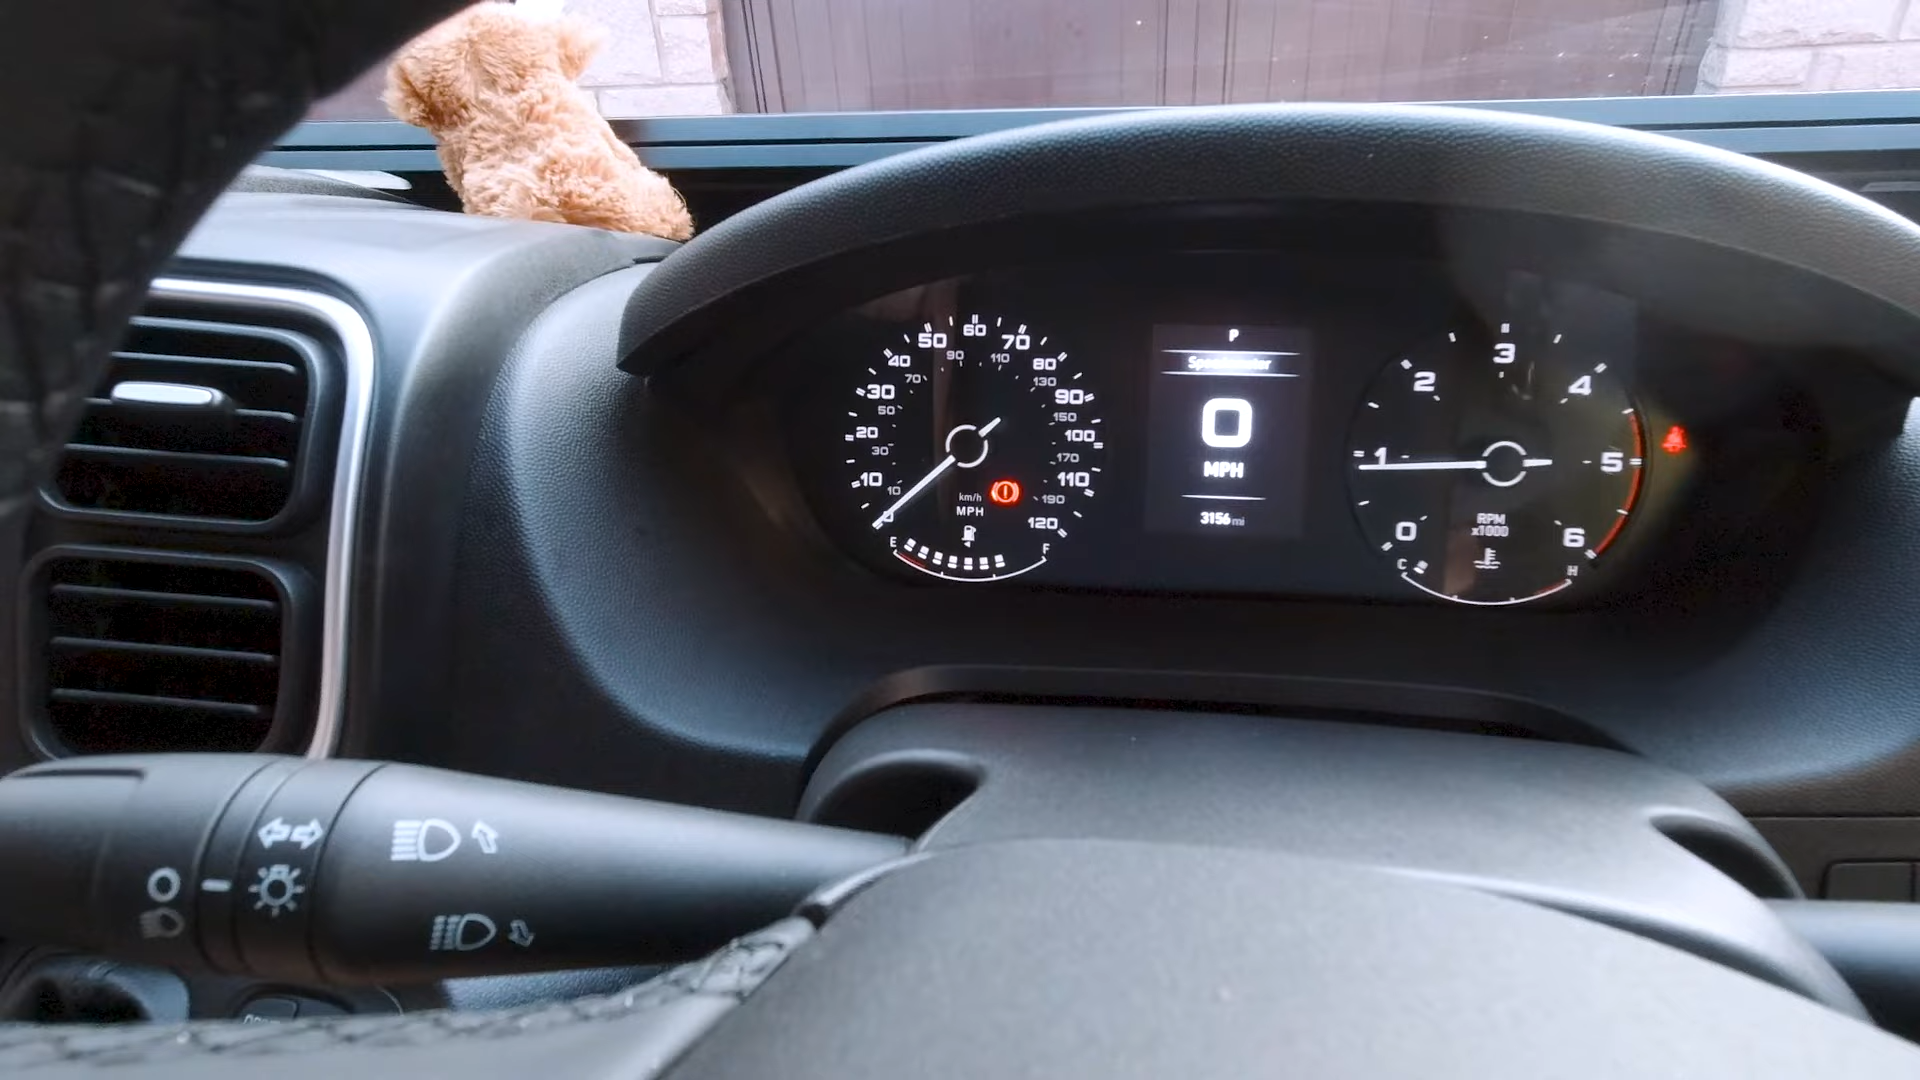 50 60 70
40 90 110 80
70 130
30 90
50 150
20 100
30 170
10 110
10 km/h 190
MPH 120
0
E F
P
Speedometer
0
MPH
3156 mi
3
2 4
1 5
0 RPM 6
x1000
C H